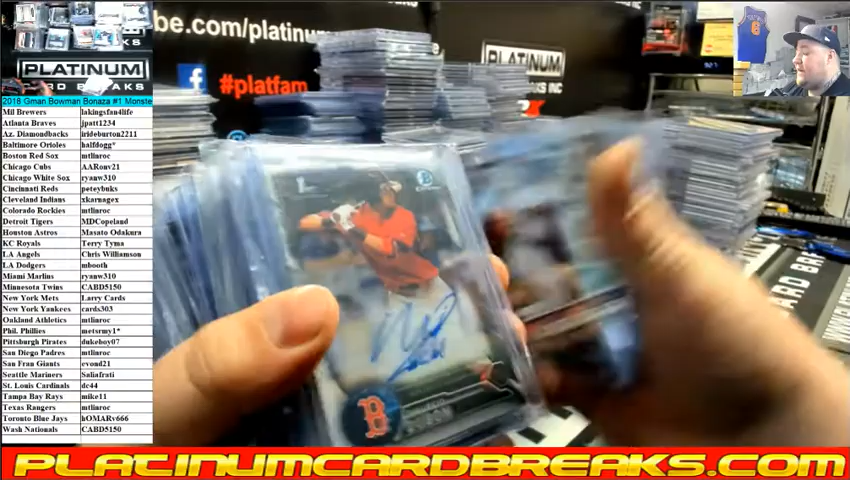 be.com/
#platfam
PLATINUM
BREAKS INC
PLATINUM
RD BREAKS
2018 Gman Bowman Bonaza #1 Monste
Mil Brewers lakingsfan4life
Atlanta Braves jpatt1234
Az. Diamondbacks irideburton2211
Baltimore Orioles halfdogg*
Boston Red Sox mtlinroc
Chicago Cubs AARonv21
Chicago White Sox ryanw310
Cincinnati Reds peteybuks
Cleveland Indians xkarnagex
Colorado Rockies mtlinroc
Detroit Tigers MDCopeland
Houston Astros Masato Odakura
KC Royals Terry Tyma
LA Angels Chris Williamson
LA Dodgers mbooth
Miami Marlins ryanw310
Minnesota Twins CABD5150
New York Mets Larry Cards
New York Yankees cards303
Oakland Athletics mtlinroc
Phil. Phillies metsrmy1*
Pittsburgh Pirates dukeboy07
San Diego Padres mtlinroc
San Fran Giants evond21
Seattle Mariners Saliafrati
St. Louis Cardinals dc44
Tampa Bay Rays mike11
Texas Rangers mtlinroc
Toronto Blue Jays hOMARv666
Wash Nationals CABD5150
B
6
PLATINUMCARDBREAKS.COM